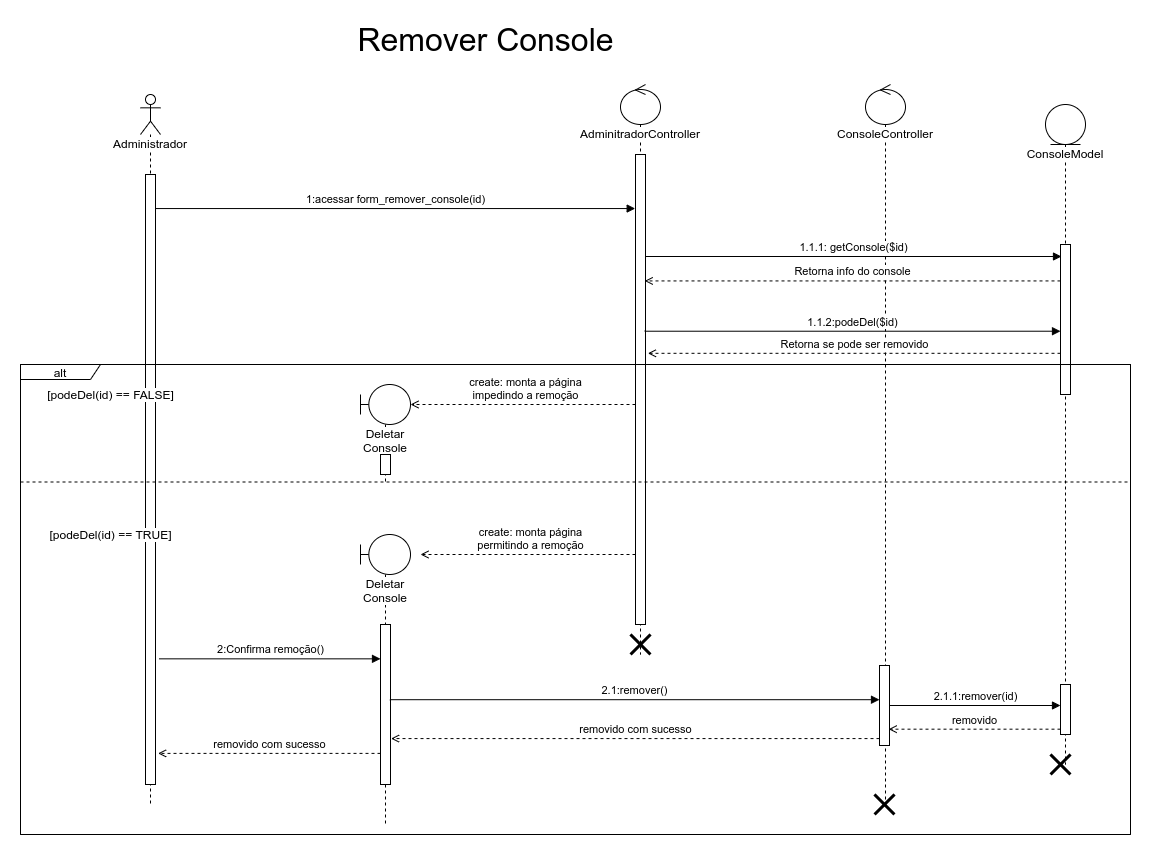 Remover Console
Administrador
AdminitradorController
ConsoleController
ConsoleModel
1:acessar form_remover_console(id)
1.1.1: getConsole($id)
Retorna info do console
1.1.2:podeDel($id)
Retorna se pode ser removido
alt
[podeDel(id) == FALSE]
create: monta a página
impedindo a remoção
Deletar
Console
[podeDel(id) == TRUE]
create: monta página
permitindo a remoção
Deletar
Console
2:Confirma remoção()
2.1:remover()
2.1.1:remover(id)
removido
removido com sucesso
removido com sucesso